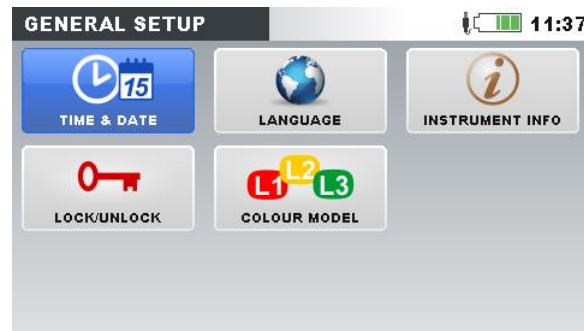 GENERAL SETUP
11:37
15
TIME & DATE
LANGUAGE
i
INSTRUMENT INFO
LOCK/UNLOCK
L1 L2 L3
COLOUR MODEL